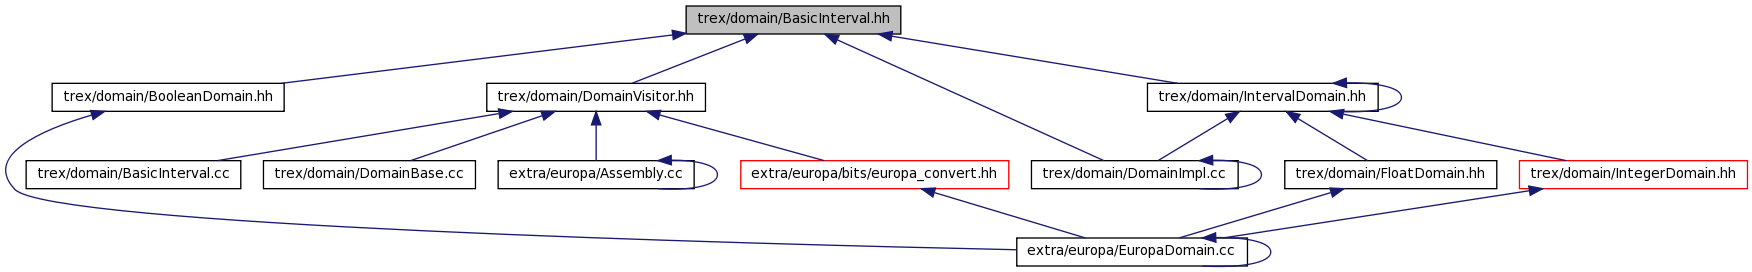 trex/domain/BasicInterval.hh
trex/domain/BooleanDomain.hh
trex/domain/DomainVisitor.hh
trex/domain/IntervalDomain.hh
trex/domain/BasicInterval.cc
trex/domain/DomainBase.cc
extra/europa/Assembly.cc
extra/europa/bits/europa_convert.hh
trex/domain/DomainImpl.cc
trex/domain/FloatDomain.hh
trex/domain/IntegerDomain.hh
extra/europa/EuropaDomain.cc